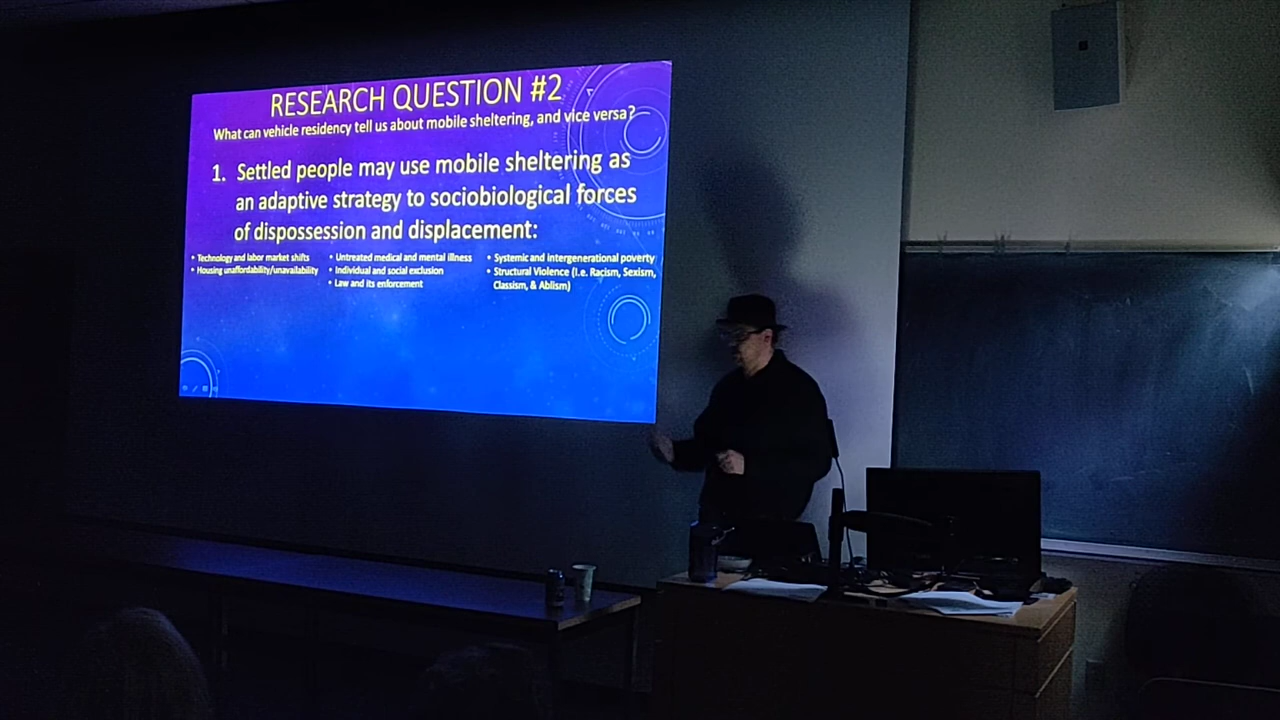 RESEARCH QUESTION #2
What can vehicle residency tell us about mobile sheltering, and vice versa?
1. Settled people may use mobile sheltering as
an adaptive strategy to sociobiological forces
of dispossession and displacement:
• Technology and labor market shifts
• Housing unaffordability/unavailability
• Untreated medical and mental illness
• Individual and social exclusion
• Law and its enforcement
• Systemic and intergenerational poverty
• Structural Violence (I.e. Racism, Sexism,
Classism, & Ablism)